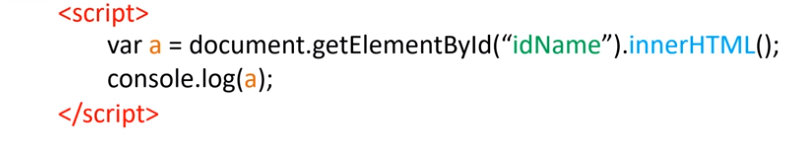 <script>
var a = document.getElementById(“idName”).innerHTML();
console.log(a);
</script>